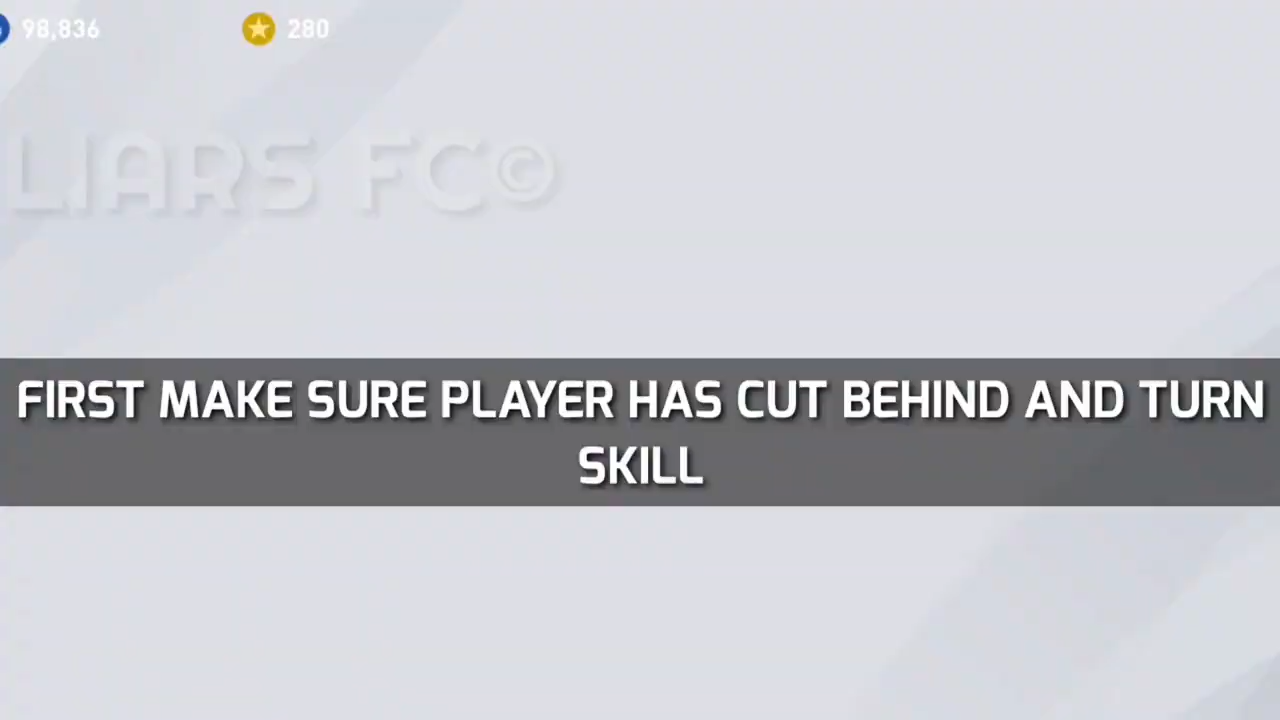 98,836 280
LIARS FC©
FIRST MAKE SURE PLAYER HAS CUT BEHIND AND TURN
SKILL